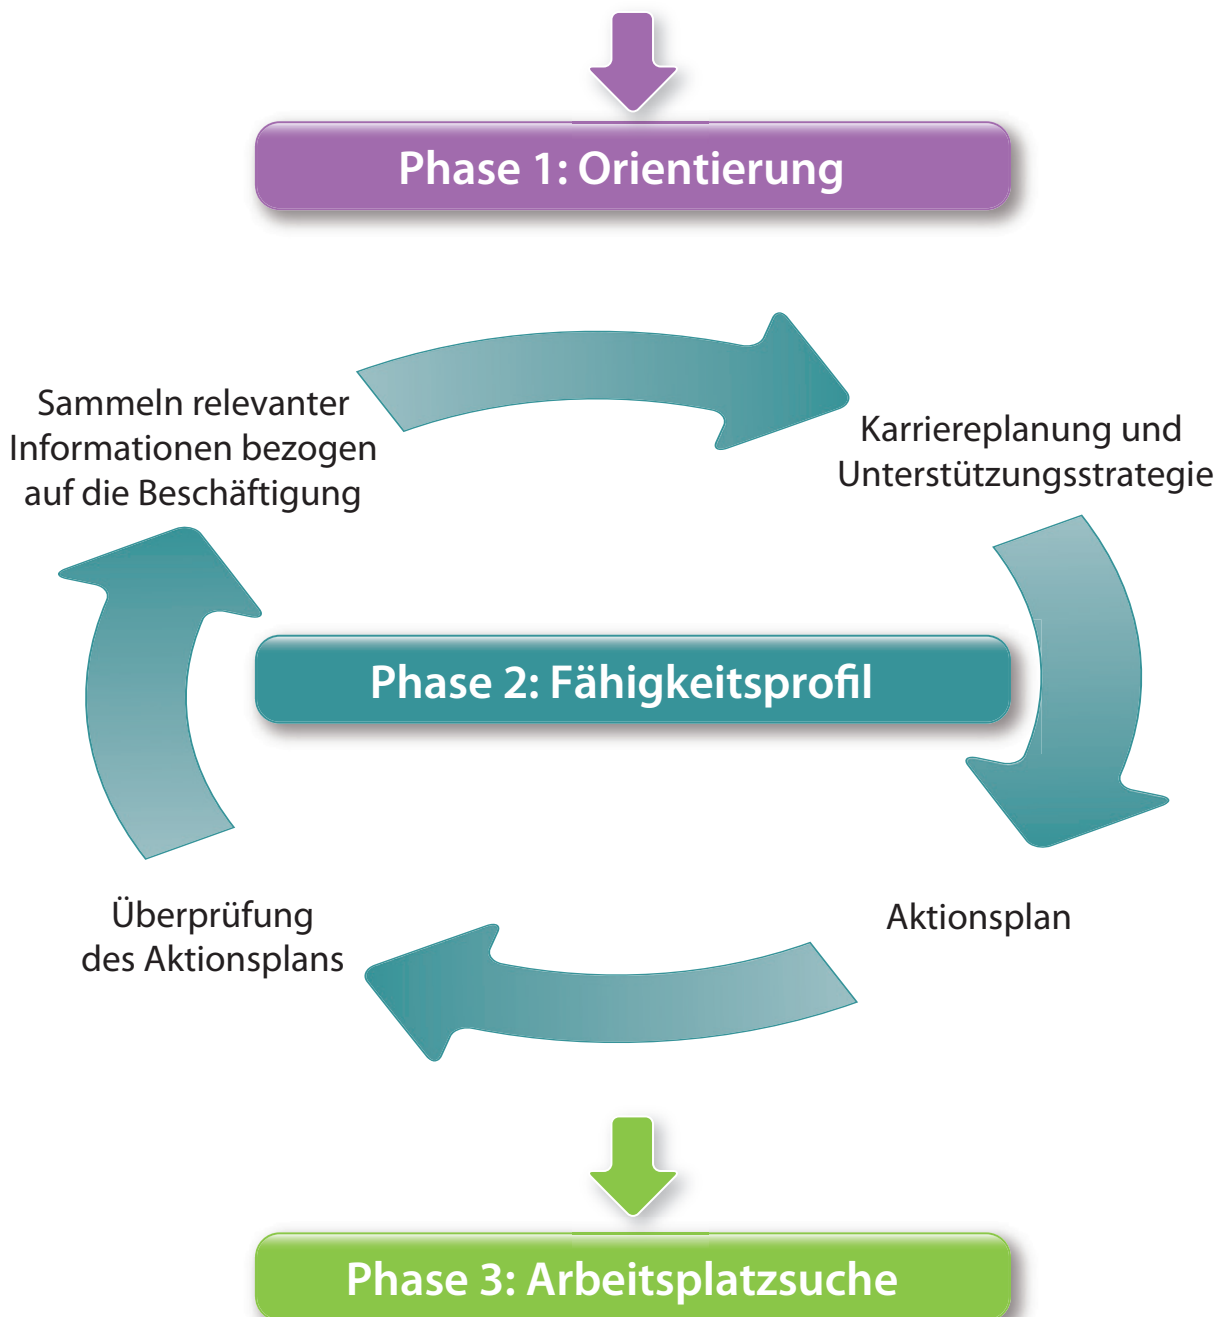 Phase 1: Orientierung
Sammeln relevanter
Informationen bezogen
auf die Beschäftigung
Karriereplanung und
Unterstützungsstrategie
Phase 2: Fähigkeitsprofil
Überprüfung
des Aktionsplans
Aktionsplan
Phase 3: Arbeitsplatzsuche